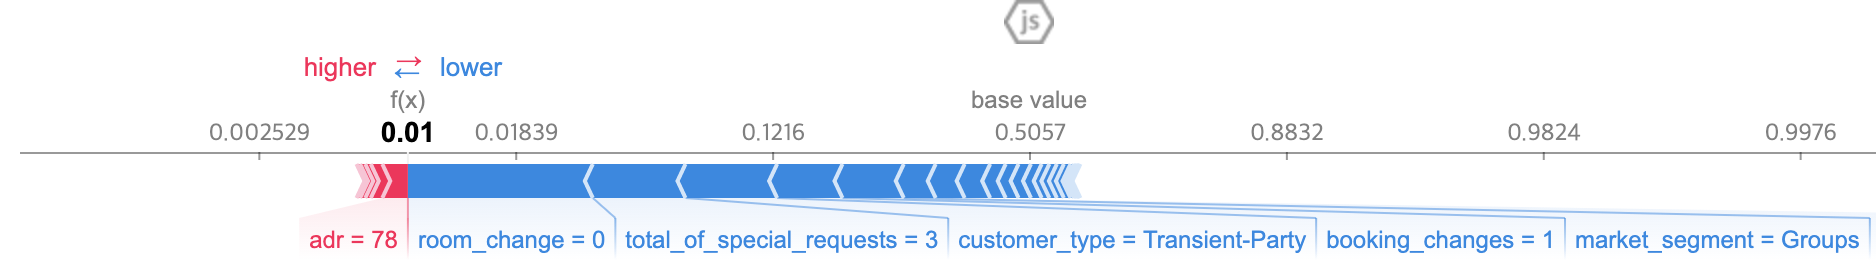 js
higher lower
f(x) base value
0.002529 0.01 0.01839 0.1216 0.5057 0.8832 0.9824 0.9976
adr = 78 room_change = 0 total_of_special_requests = 3 customer_type = Transient-Party booking_changes = 1 market_segment = Groups